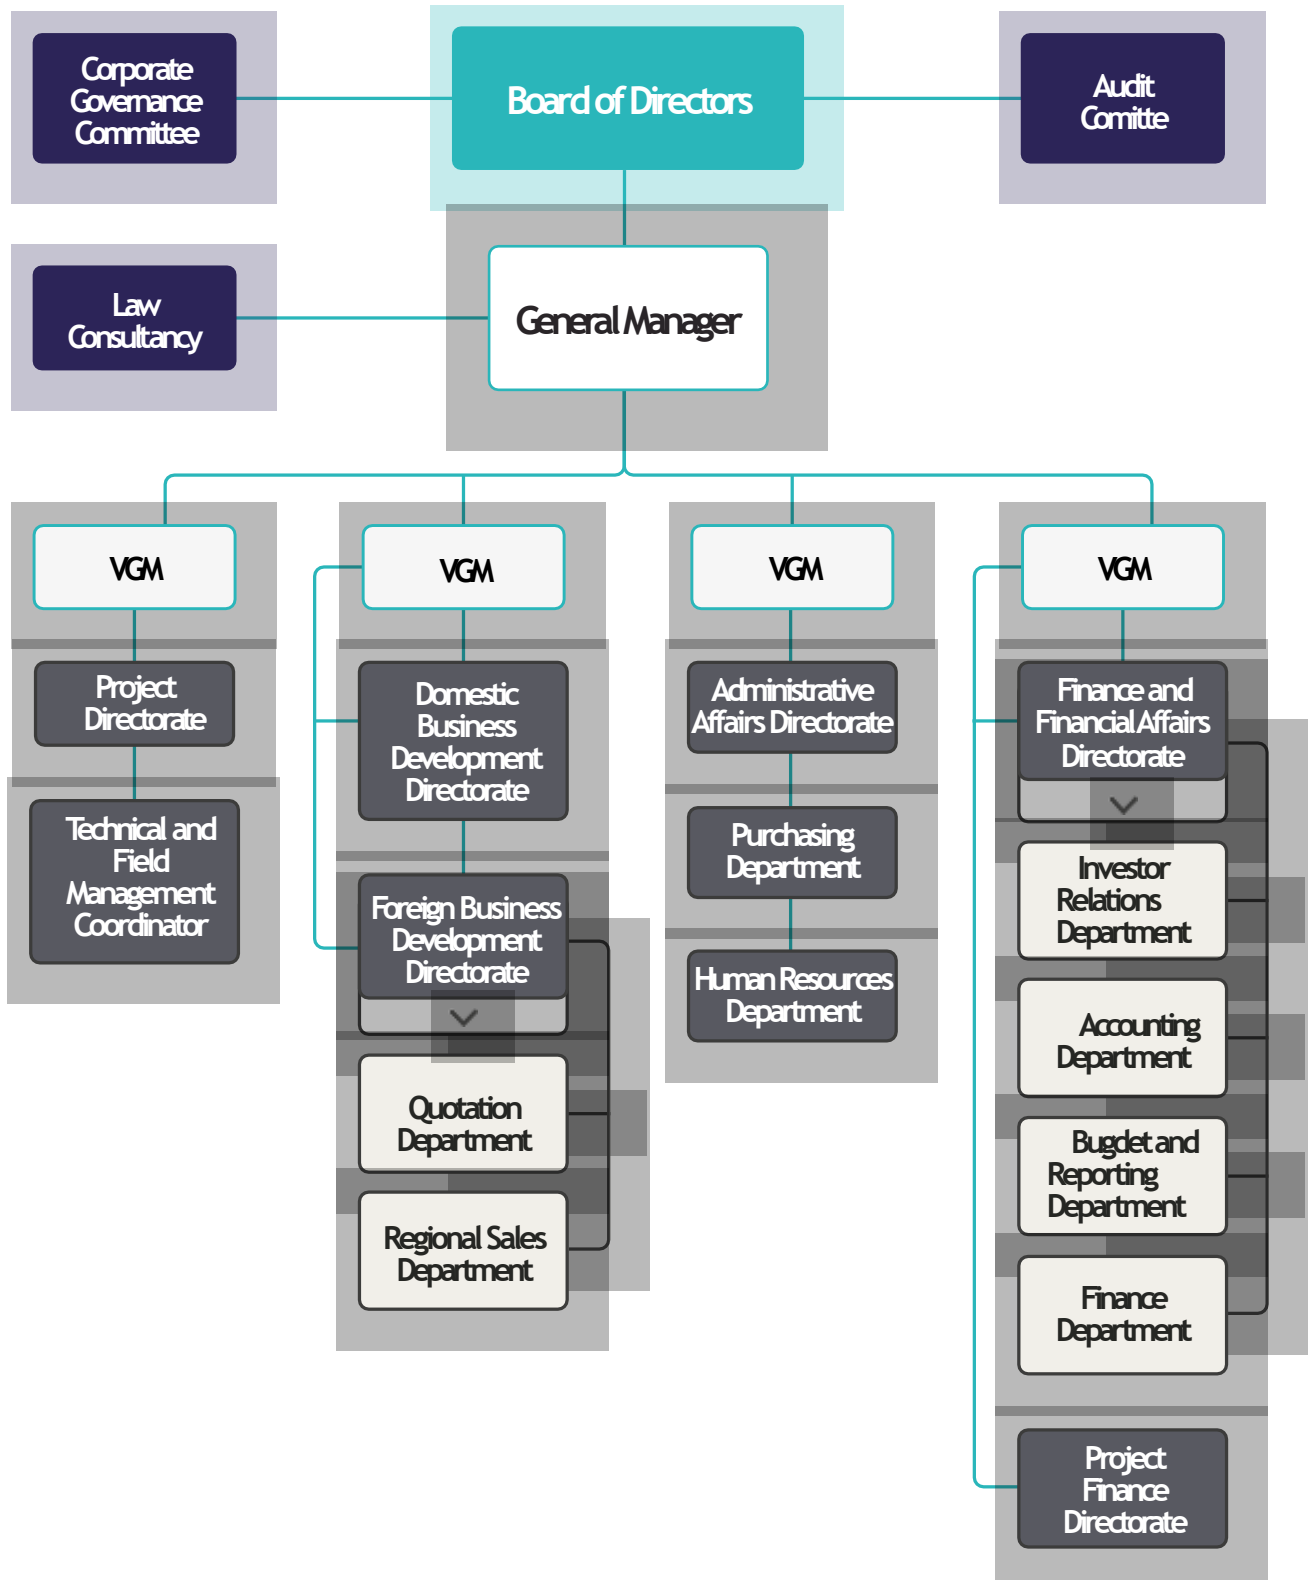 Corporate
Governance
Committee
Board of Directors
Audit
Comitte
Law
Consultancy
General Manager
VGM
VGM
VGM
VGM
Project
Directorate
Technical and
Field
Management
Coordinator
Domestic
Business
Development
Directorate
Foreign Business
Development
Directorate
Quotation
Department
Regional Sales
Department
Administrative
Affairs Directorate
Purchasing
Department
Human Resources
Department
Finance and
Financial Affairs
Directorate
Investor
Relations
Department
Accounting
Department
Bugdet and
Reporting
Department
Finance
Department
Project
Finance
Directorate